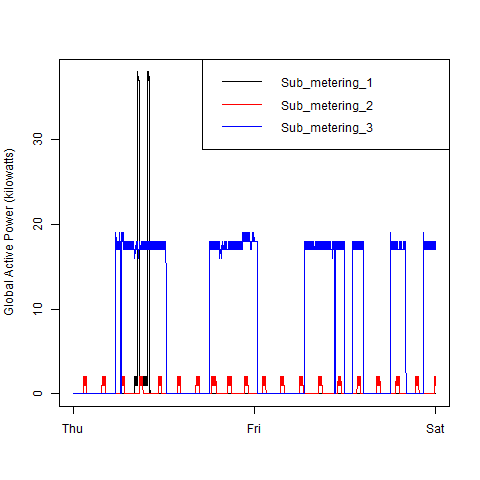 Sub_metering_1
Sub_metering_2
Sub_metering_3
Global Active Power (kilowatts)
30
20
10
0
Thu Fri Sat